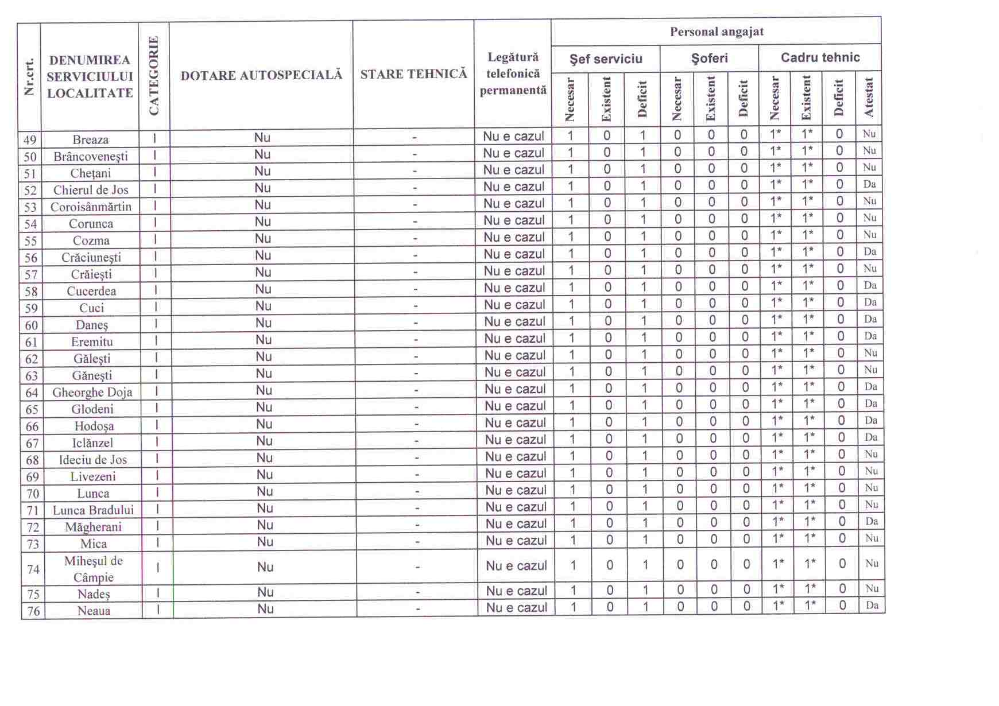 Nr.crt. DENUMIREA SERVICIULUI LOCALITATE CATEGORIE DOTARE AUTOSPECIALĂ STARE TEHNICĂ Legătură telefonică permanentă Personal angajat
Şef serviciu Şoferi Cadru tehnic
Necesar Existent Deficit Necesar Existent Deficit Necesar Existent Deficit Atestat
49 Breaza I Nu - Nu e cazul 1 0 1 0 0 0 1* 1* 0 Nu
50 Brâncoveneşti I Nu - Nu e cazul 1 0 1 0 0 0 1* 1* 0 Nu
51 Cheţani I Nu - Nu e cazul 1 0 1 0 0 0 1* 1* 0 Nu
52 Chierul de Jos I Nu - Nu e cazul 1 0 1 0 0 0 1* 1* 0 Da
53 Coroisânmărtin I Nu - Nu e cazul 1 0 1 0 0 0 1* 1* 0 Nu
54 Corunca I Nu - Nu e cazul 1 0 1 0 0 0 1* 1* 0 Nu
55 Cozma I Nu - Nu e cazul 1 0 1 0 0 0 1* 1* 0 Nu
56 Crăciuneşti I Nu - Nu e cazul 1 0 1 0 0 0 1* 1* 0 Da
57 Crăieşti I Nu - Nu e cazul 1 0 1 0 0 0 1* 1* 0 Nu
58 Cucerdea I Nu - Nu e cazul 1 0 1 0 0 0 1* 1* 0 Da
59 Cuci I Nu - Nu e cazul 1 0 1 0 0 0 1* 1* 0 Da
60 Daneş I Nu - Nu e cazul 1 0 1 0 0 0 1* 1* 0 Da
61 Eremitu I Nu - Nu e cazul 1 0 1 0 0 0 1* 1* 0 Da
62 Găleşti I Nu - Nu e cazul 1 0 1 0 0 0 1* 1* 0 Nu
63 Găneşti I Nu - Nu e cazul 1 0 1 0 0 0 1* 1* 0 Nu
64 Gheorghe Doja I Nu - Nu e cazul 1 0 1 0 0 0 1* 1* 0 Da
65 Glodeni I Nu - Nu e cazul 1 0 1 0 0 0 1* 1* 0 Da
66 Hodoşa I Nu - Nu e cazul 1 0 1 0 0 0 1* 1* 0 Da
67 Iclănzel I Nu - Nu e cazul 1 0 1 0 0 0 1* 1* 0 Da
68 Ideciu de Jos I Nu - Nu e cazul 1 0 1 0 0 0 1* 1* 0 Nu
69 Livezeni I Nu - Nu e cazul 1 0 1 0 0 0 1* 1* 0 Nu
70 Lunca I Nu - Nu e cazul 1 0 1 0 0 0 1* 1* 0 Nu
71 Lunca Bradului I Nu - Nu e cazul 1 0 1 0 0 0 1* 1* 0 Nu
72 Măgherani I Nu - Nu e cazul 1 0 1 0 0 0 1* 1* 0 Da
73 Mica I Nu - Nu e cazul 1 0 1 0 0 0 1* 1* 0 Nu
74 Miheşul de Câmpie I Nu - Nu e cazul 1 0 1 0 0 0 1* 1* 0 Nu
75 Nadeş I Nu - Nu e cazul 1 0 1 0 0 0 1* 1* 0 Nu
76 Neaua I Nu - Nu e cazul 1 0 1 0 0 0 1* 1* 0 Da